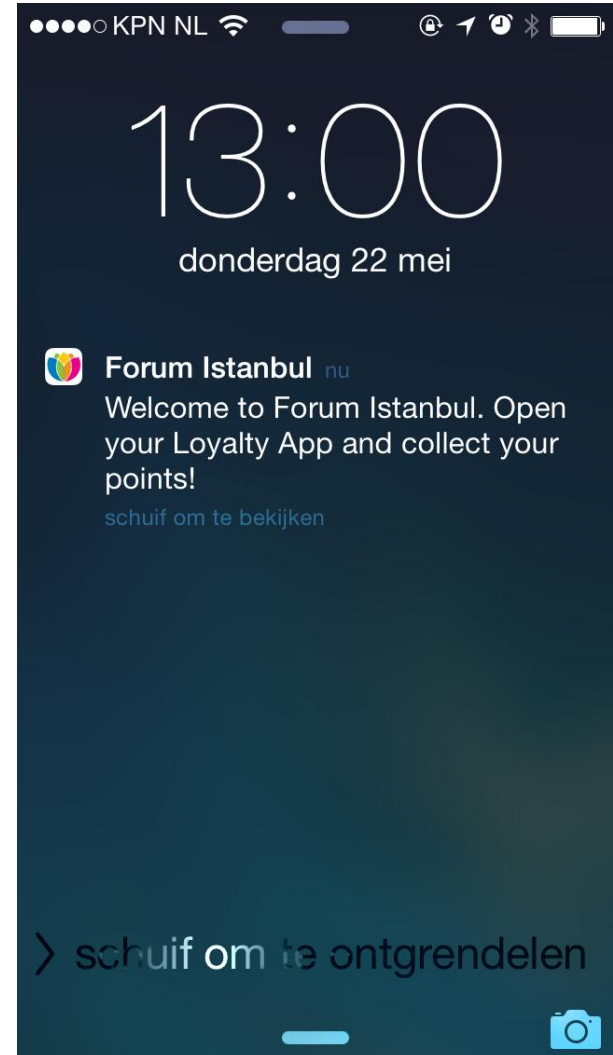 KPN NL
13:00
donderdag 22 mei
Forum Istanbul nu
Welcome to Forum Istanbul. Open
your Loyalty App and collect your
points!
schuif om te bekijken
schuif om te ontgrendelen